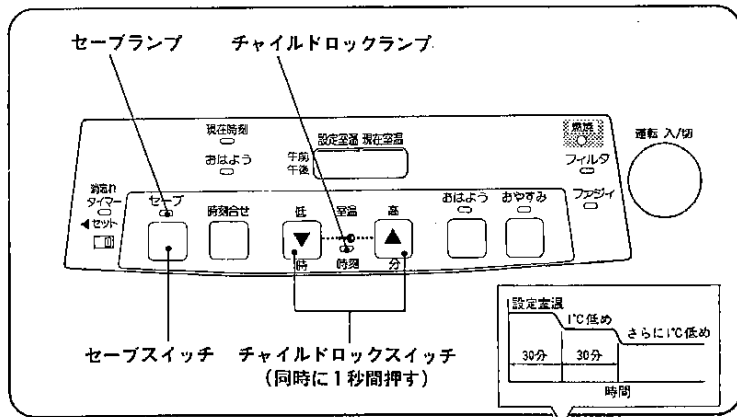 セーブランプ
チャイルドロックランプ
現在時刻
おはよう
設定室温 現在室温
午前
午後
燃焼
フィルタ
ファジィ
運転 入/切
消忘れ
タイマー
◀セット
セーブ
時刻合せ
低 室温 高
▼
▲
時 時刻 分
おはよう
おやすみ
セーブスイッチ
チャイルドロックスイッチ
(同時に1秒間押す)
設定室温
1℃低め
さらに1℃低め
30分
30分
時間